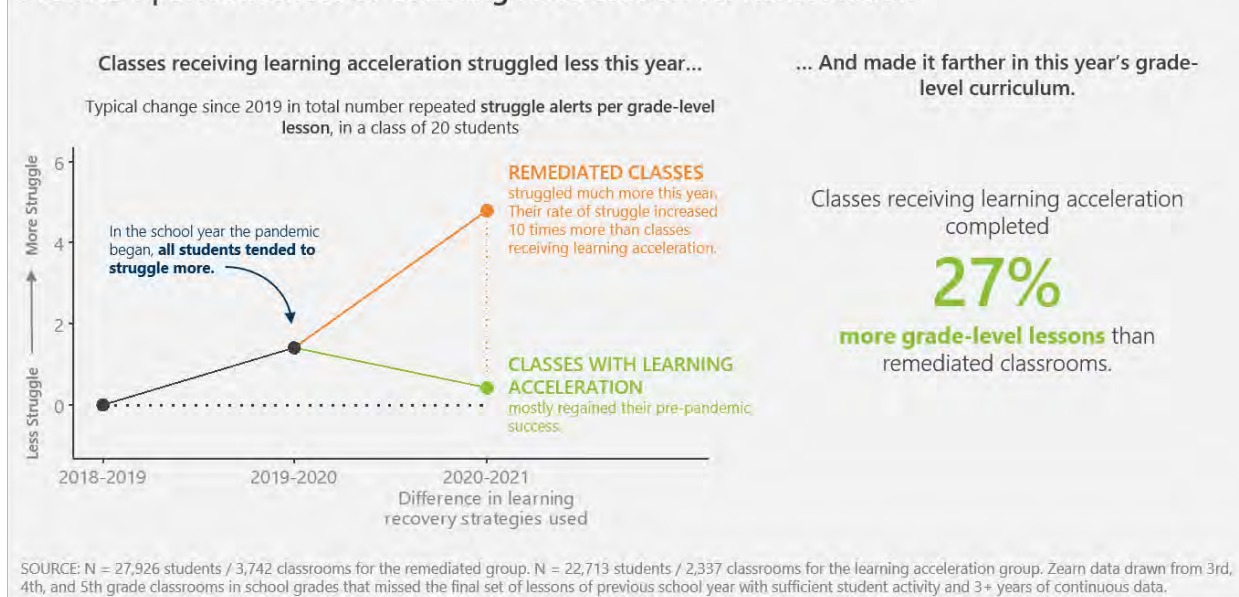 Classes receiving learning acceleration struggled less this year...
Typical change since 2019 in total number repeated struggle alerts per grade-level
lesson, in a class of 20 students
More Struggle
Less Struggle
6
4
2
0
In the school year the pandemic
began, all students tended to
struggle more.
REMEDIATED CLASSES
struggled much more this year.
Their rate of struggle increased
10 times more than classes
receiving learning acceleration.
CLASSES WITH LEARNING
ACCELERATION
mostly regained their pre-pandemic
success.
2018-2019
2019-2020
2020-2021
Difference in learning
recovery strategies used
... And made it farther in this year's grade-
level curriculum.
Classes receiving learning acceleration
completed
27%
more grade-level lessons than
remediated classrooms.
SOURCE: N = 27,926 students / 3,742 classrooms for the remediated group. N = 22,713 students / 2,337 classrooms for the learning acceleration group. Zearn data drawn from 3rd,
4th, and 5th grade classrooms in school grades that missed the final set of lessons of previous school year with sufficient student activity and 3+ years of continuous data.